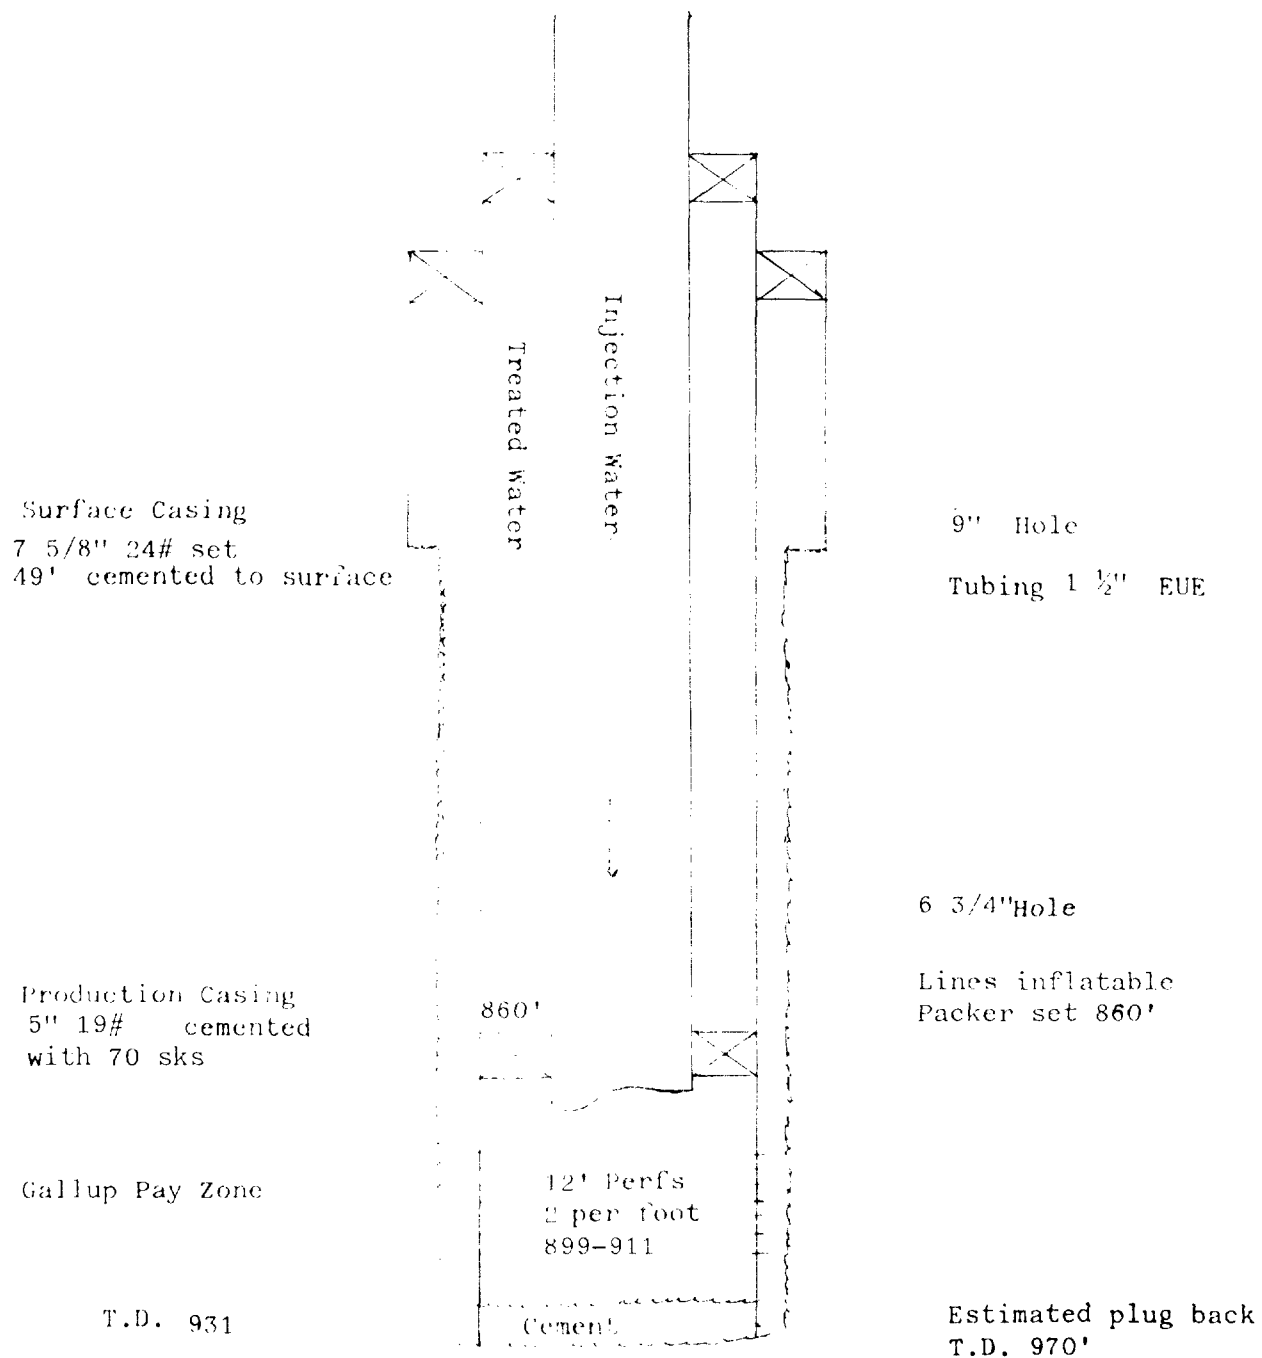 Injection Water
Treated Water
Surface Casing
7 5/8" 24# set
49' cemented to surface
9" Hole
Tubing 1 ½" EUE
6 3/4"Hole
Lines inflatable
Packer set 860'
Production Casing
5" 19# cemented
with 70 sks
860'
Gallup Pay Zone
12' Perfs
2 per foot
899-911
T.D. 931
Cement
Estimated plug back
T.D. 970'